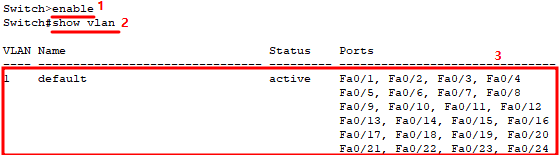 Switch>enable 1
Switch#show vlan 2
VLAN Name Status Ports
3
---- -------------------------------- --------- -------------------------------
1 default active Fa0/1, Fa0/2, Fa0/3, Fa0/4
Fa0/5, Fa0/6, Fa0/7, Fa0/8
Fa0/9, Fa0/10, Fa0/11, Fa0/12
Fa0/13, Fa0/14, Fa0/15, Fa0/16
Fa0/17, Fa0/18, Fa0/19, Fa0/20
Fa0/21, Fa0/22, Fa0/23, Fa0/24